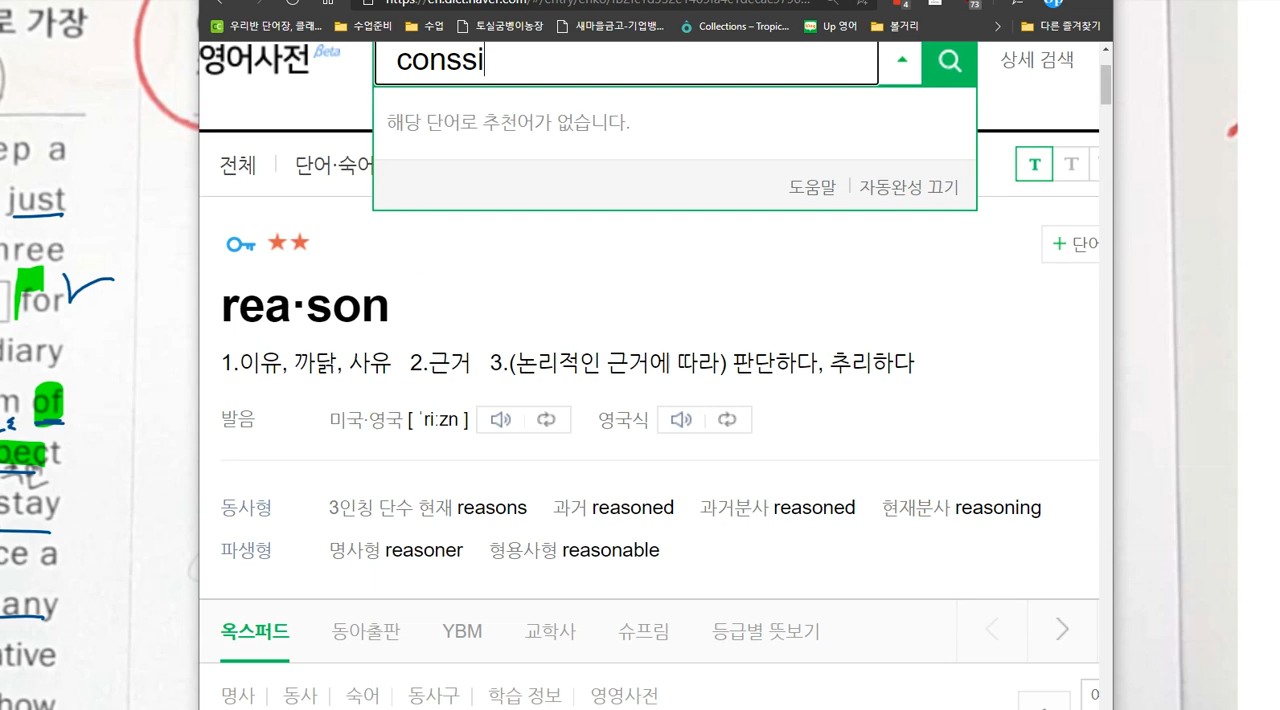 로 가장
ep a
just
hree
for
diary
m of
pect
stay
ce a
any
ative
how
우리반 단어장, 클래... 수업준비 수업 토실금병이농장 새마을금고-기업뱅... Collections – Tropic... Up 영어 볼거리 다른 즐겨찾기
영어사전 Beta conssi 상세 검색
해당 단어로 추천어가 없습니다.
도움말 자동완성 끄기
전체 단어·숙어 T T
+ 단어
rea·son
1.이유, 까닭, 사유 2.근거 3.(논리적인 근거에 따라) 판단하다, 추리하다
발음 미국·영국 [ ˈriːzn ] 영국식
동사형 3인칭 단수 현재 reasons 과거 reasoned 과거분사 reasoned 현재분사 reasoning
파생형 명사형 reasoner 형용사형 reasonable
옥스퍼드 동아출판 YBM 교학사 슈프림 등급별 뜻보기
명사 동사 숙어 동사구 학습 정보 영영사전